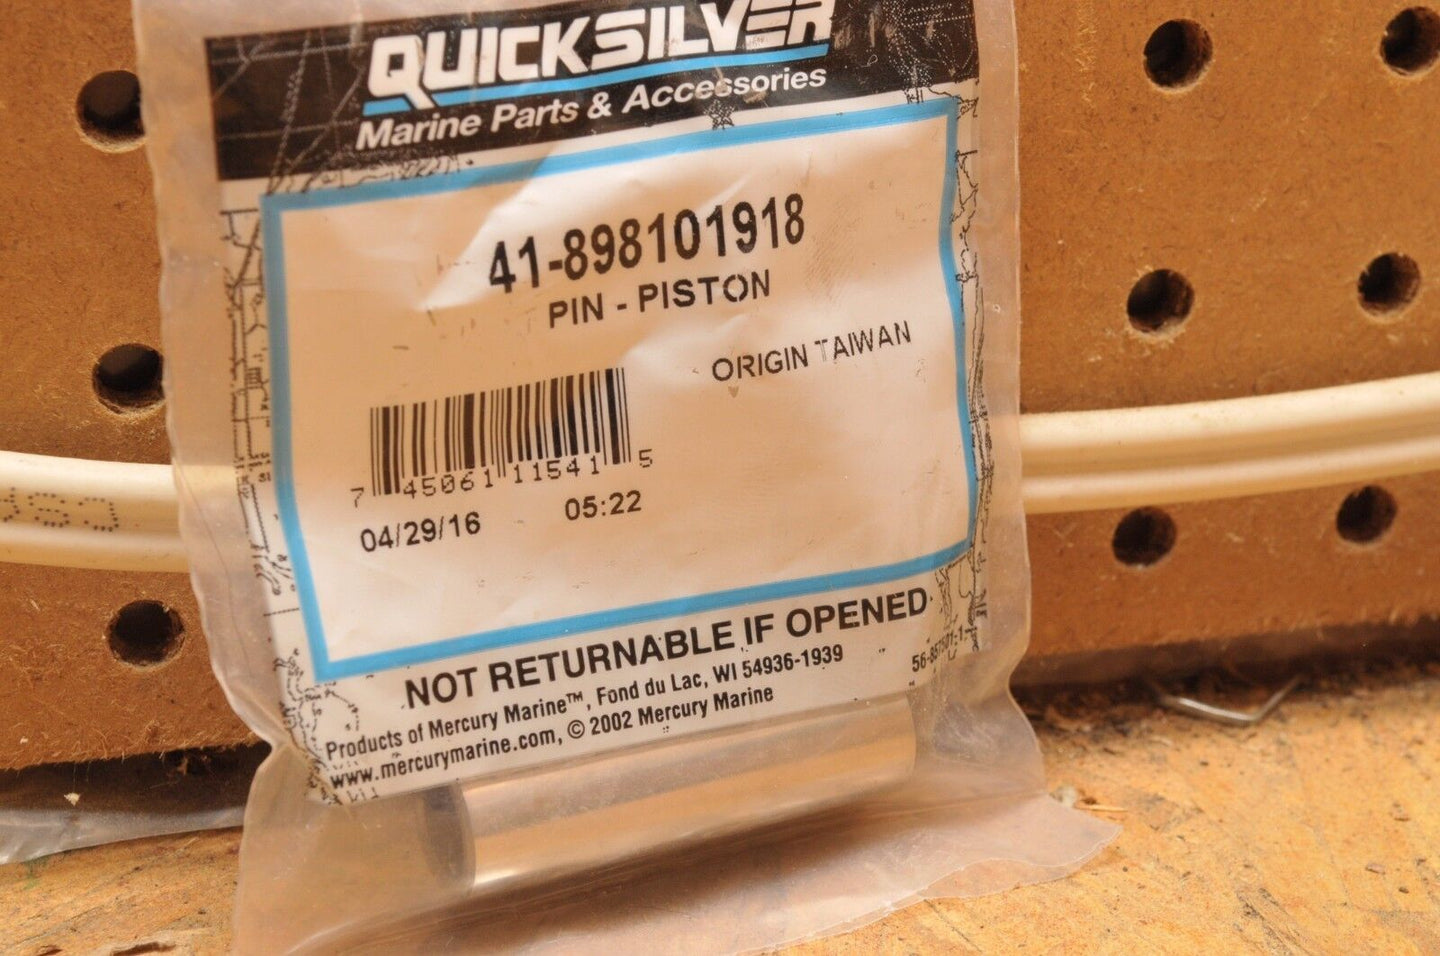 QUICKSILVER
Marine Parts & Accessories
41-898101918
PIN - PISTON
ORIGIN TAIWAN
7 45061 11541 5
04/29/16 05:22
NOT RETURNABLE IF OPENED
Products of Mercury Marine™, Fond du Lac, WI 54936-1939
www.mercurymarine.com, © 2002 Mercury Marine